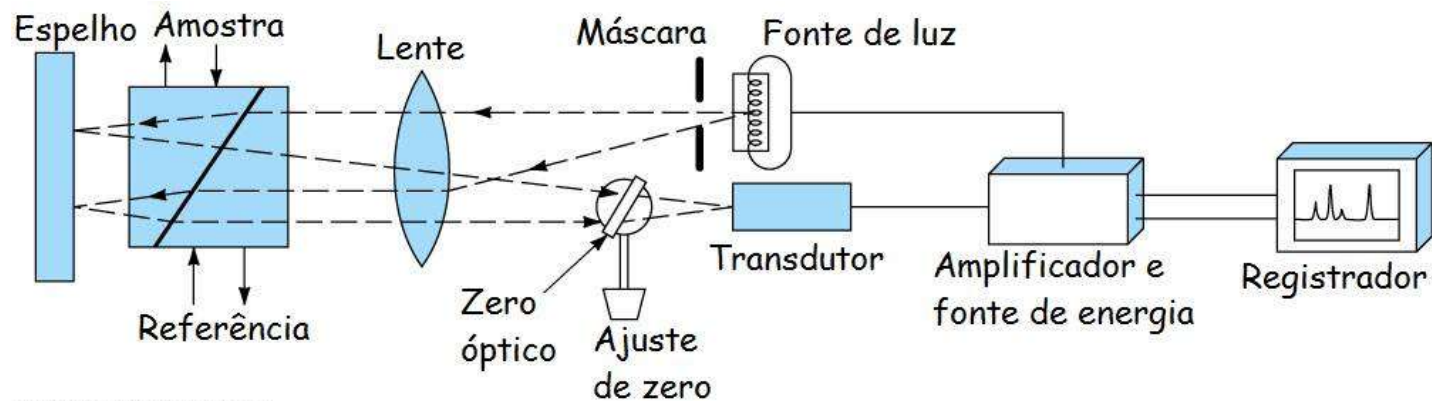 Espelho
Amostra
Lente
Máscara
Fonte de luz
Referência
Zero
óptico
Ajuste
de zero
Transdutor
Amplificador e
fonte de energia
Registrador